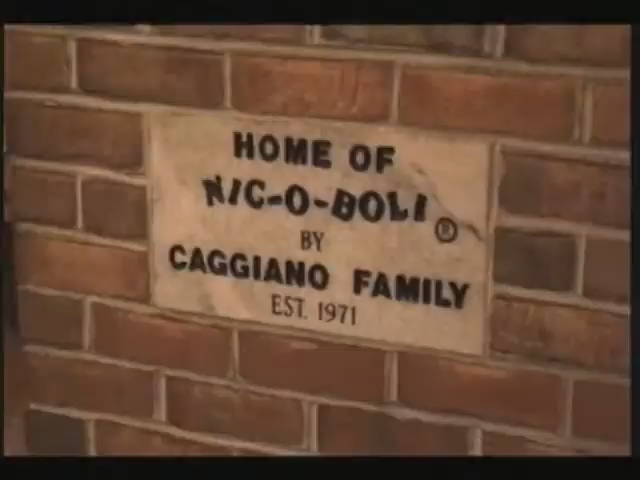 HOME OF
NIC-O-BOLI ®
BY
CAGGIANO FAMILY
EST. 1971